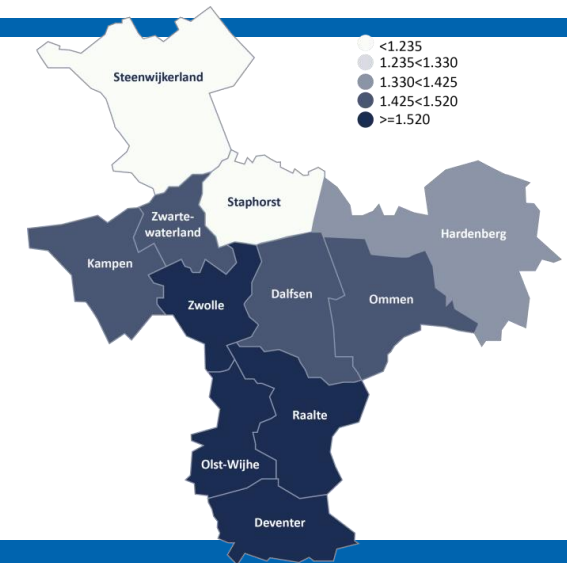 <1.235
1.235<1.330
1.330<1.425
1.425<1.520
>=1.520
Steenwijkerland
Staphorst
Zwarte-
waterland
Hardenberg
Kampen
Zwolle
Dalfsen
Ommen
Raalte
Olst-Wijhe
Deventer